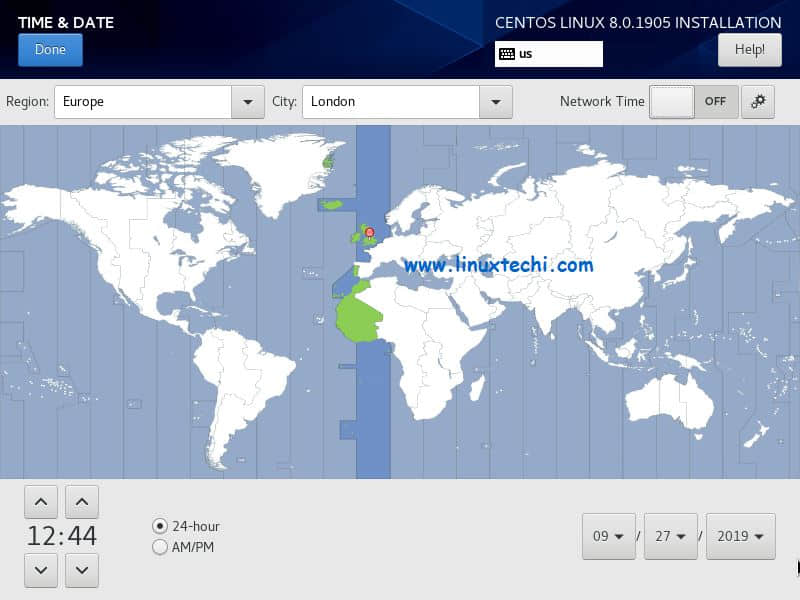 TIME & DATE
CENTOS LINUX 8.0.1905 INSTALLATION
Done
us
Help!
Region: Europe City: London Network Time OFF
www.linuxtechi.com
12:44
24-hour
AM/PM
09 / 27 / 2019